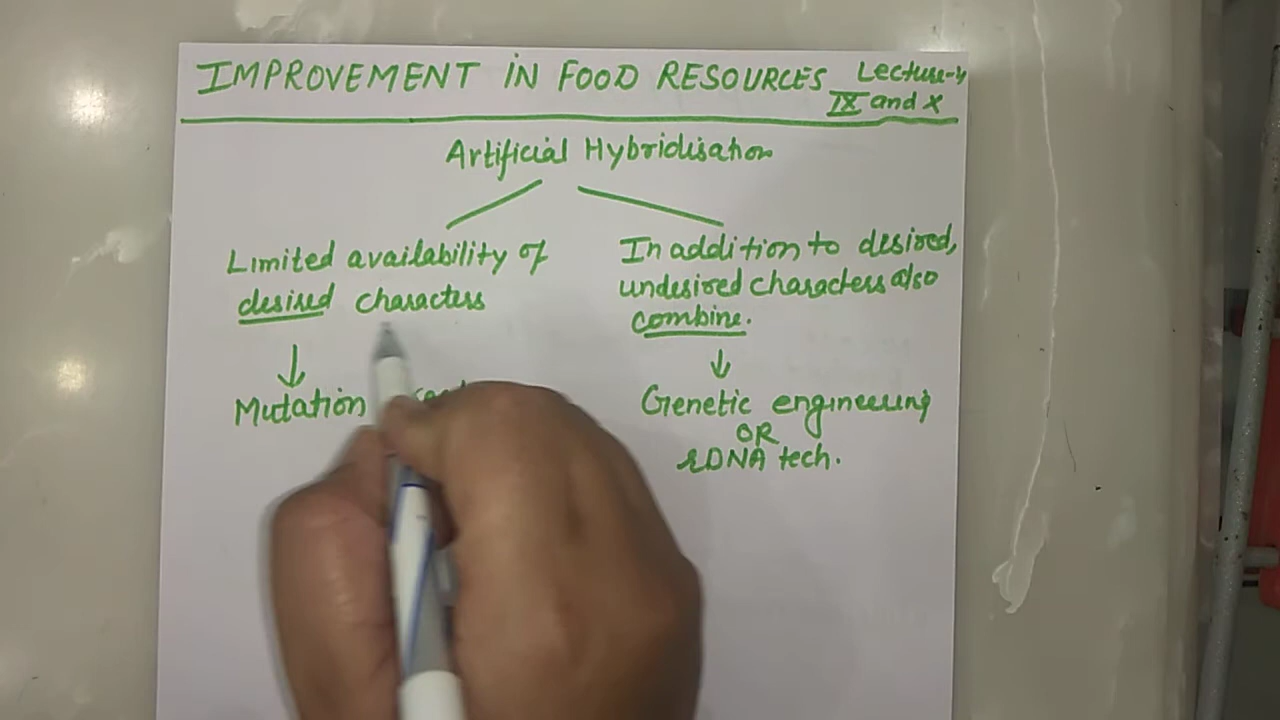 IMPROVEMENT IN FOOD RESOURCES Lecture-4
IX and X
Artificial Hybridisation
Limited availability of
desired characters
Mutation
In addition to desired,
undesired characters also
combine.
Genetic engineering
OR
rDNA tech.